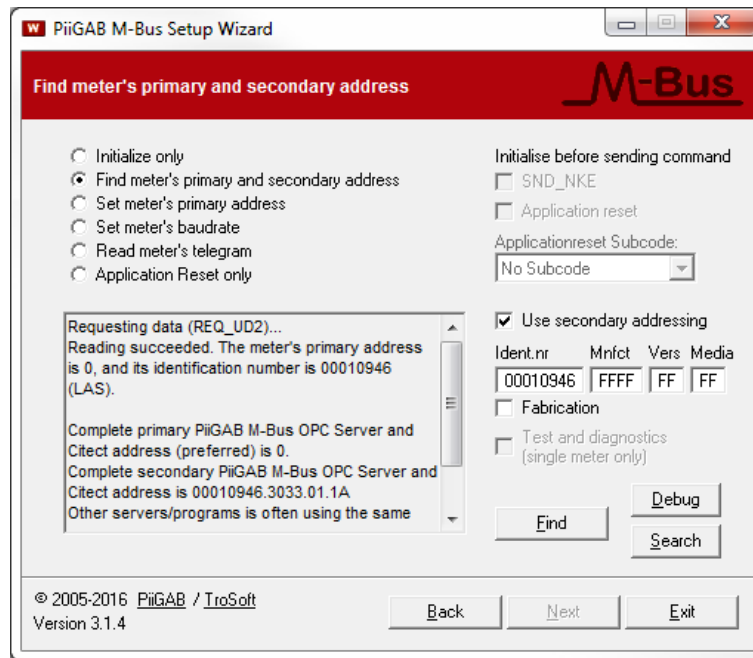 PiiGAB M-Bus Setup Wizard
Find meter's primary and secondary address
M-Bus
Initialize only
Find meter's primary and secondary address
Set meter's primary address
Set meter's baudrate
Read meter's telegram
Application Reset only
Requesting data (REQ_UD2)...
Reading succeeded. The meter's primary address
is 0, and its identification number is 00010946
(LAS).
Complete primary PiiGAB M-Bus OPC Server and
Citect address (preferred) is 0.
Complete secondary PiiGAB M-Bus OPC Server and
Citect address is 00010946.3033.01.1A
Other servers/programs is often using the same
Initialise before sending command
SND_NKE
Application reset
Applicationreset Subcode:
No Subcode
Use secondary addressing
Ident.nr Mnfct Vers Media
00010946 FFFF FF FF
Fabrication
Test and diagnostics
(single meter only)
Find
Debug
Search
© 2005-2016 PiiGAB / TroSoft
Version 3.1.4
Back
Next
Exit